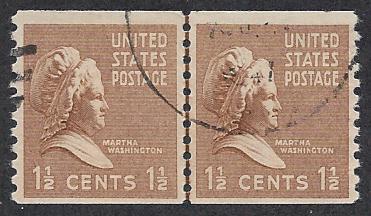 UNITED
STATES
POSTAGE
MARTHA
WASHINGTON
1½ CENTS 1½
UNITED
STATES
POSTAGE
MARTHA
WASHINGTON
1½ CENTS 1½